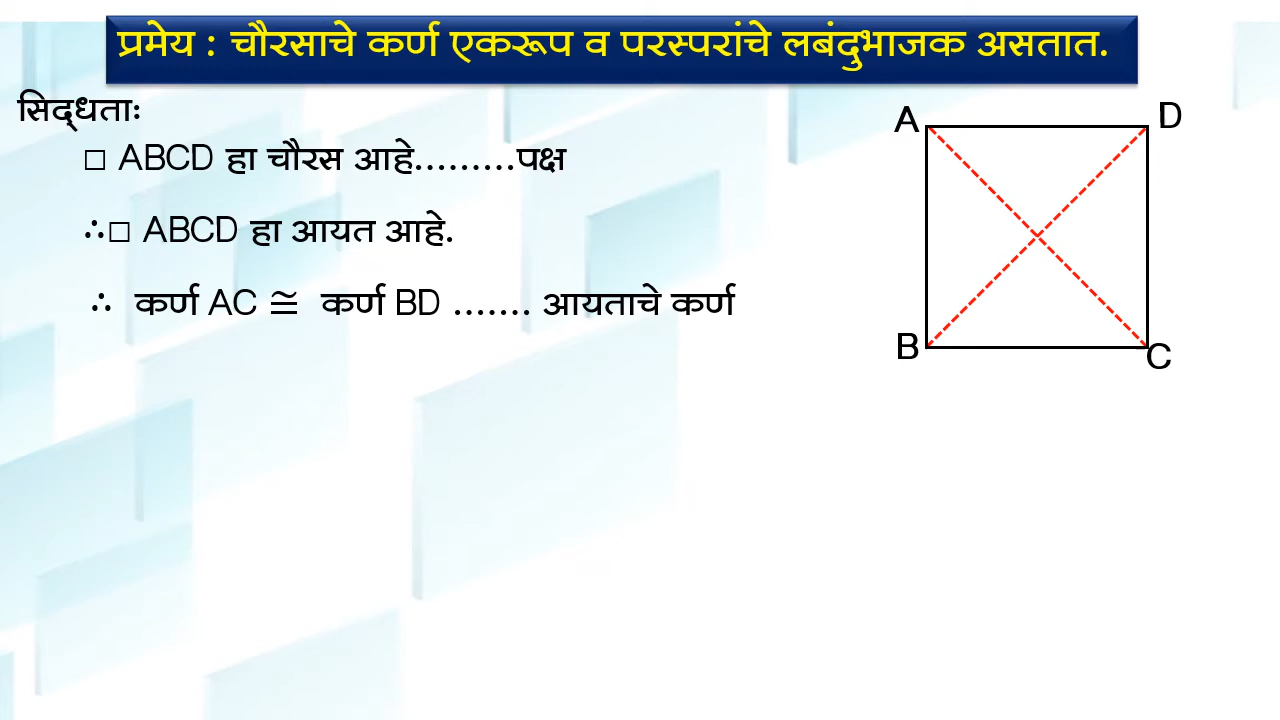 प्रमेय : चौरसाचे कर्ण एकरूप व परस्परांचे लबंदुभाजक असतात.
सिद्धताः
□ ABCD हा चौरस आहे.........पक्ष
∴□ ABCD हा आयत आहे.
∴ कर्ण AC ≅ कर्ण BD ....... आयताचे कर्ण
A
D
B
C